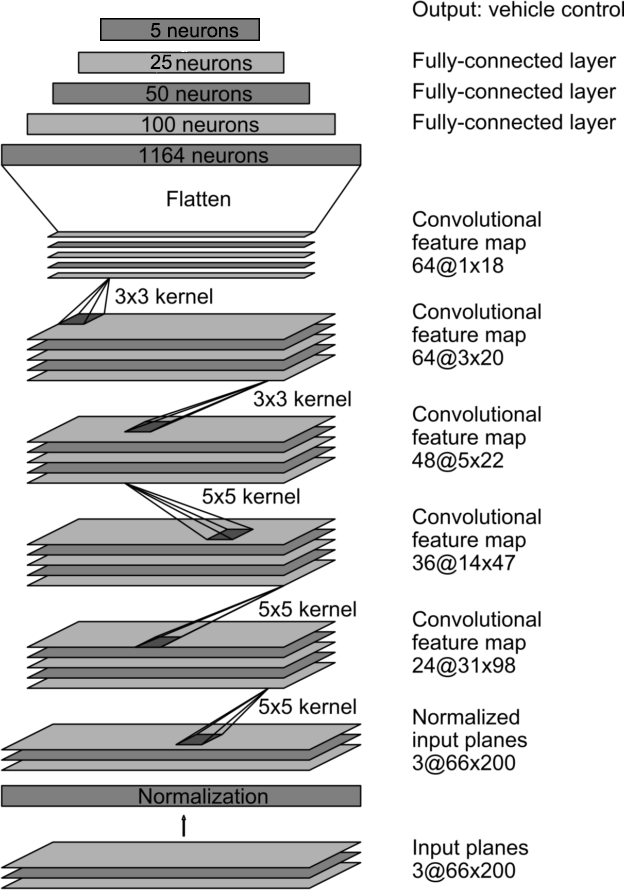 Output: vehicle control
5 neurons
25 neurons
Fully-connected layer
50 neurons
Fully-connected layer
100 neurons
Fully-connected layer
1164 neurons
Flatten
Convolutional
feature map
64@1x18
3x3 kernel
Convolutional
feature map
64@3x20
3x3 kernel
Convolutional
feature map
48@5x22
5x5 kernel
Convolutional
feature map
36@14x47
5x5 kernel
Convolutional
feature map
24@31x98
5x5 kernel
Normalized
input planes
3@66x200
Normalization
Input planes
3@66x200